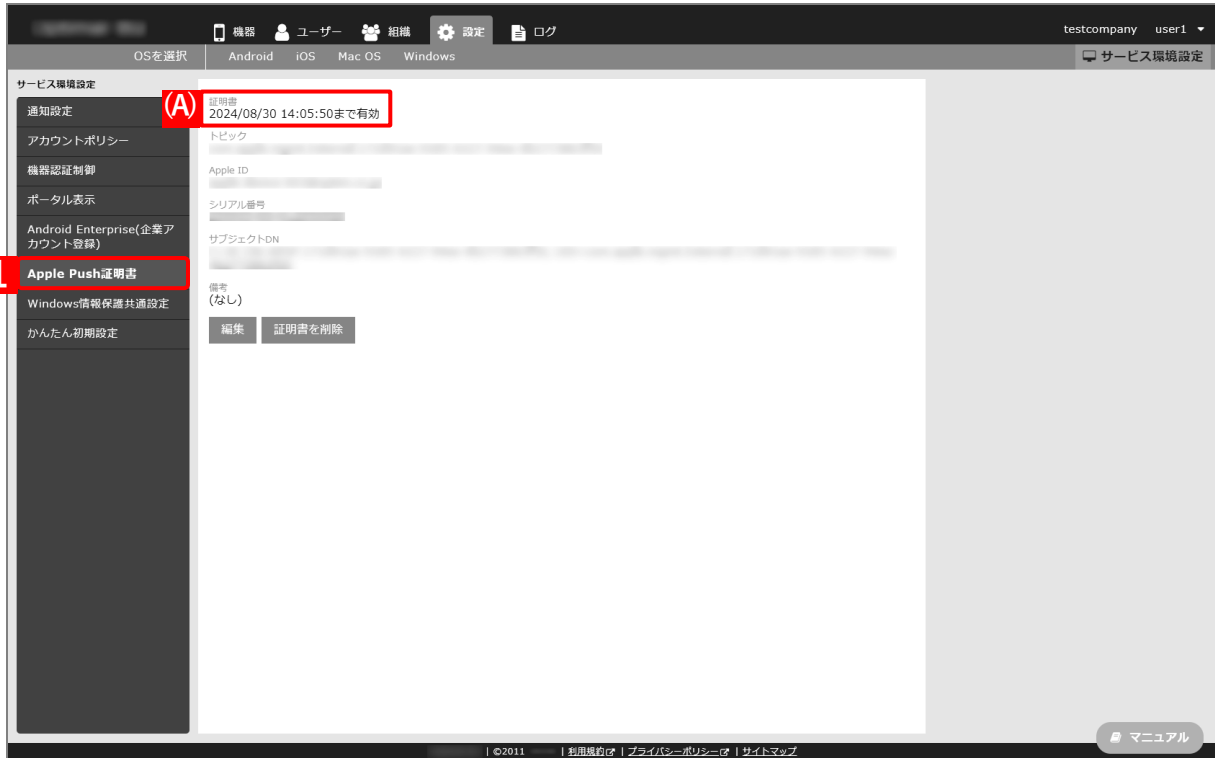 機器 ユーザー 組織 設定 ログ testcompany user1
OSを選択 Android iOS Mac OS Windows サービス環境設定
サービス環境設定
通知設定
アカウントポリシー
機器認証制御
ポータル表示
Android Enterprise(企業ア
カウント登録)
1
Apple Push証明書
Windows情報保護共通設定
かんたん初期設定
(A)
証明書
2024/08/30 14:05:50まで有効
トピック
Apple ID
シリアル番号
サブジェクトDN
備考
(なし)
編集 証明書を削除
マニュアル
| ©2011 | 利用規約 | プライバシーポリシー | サイトマップ